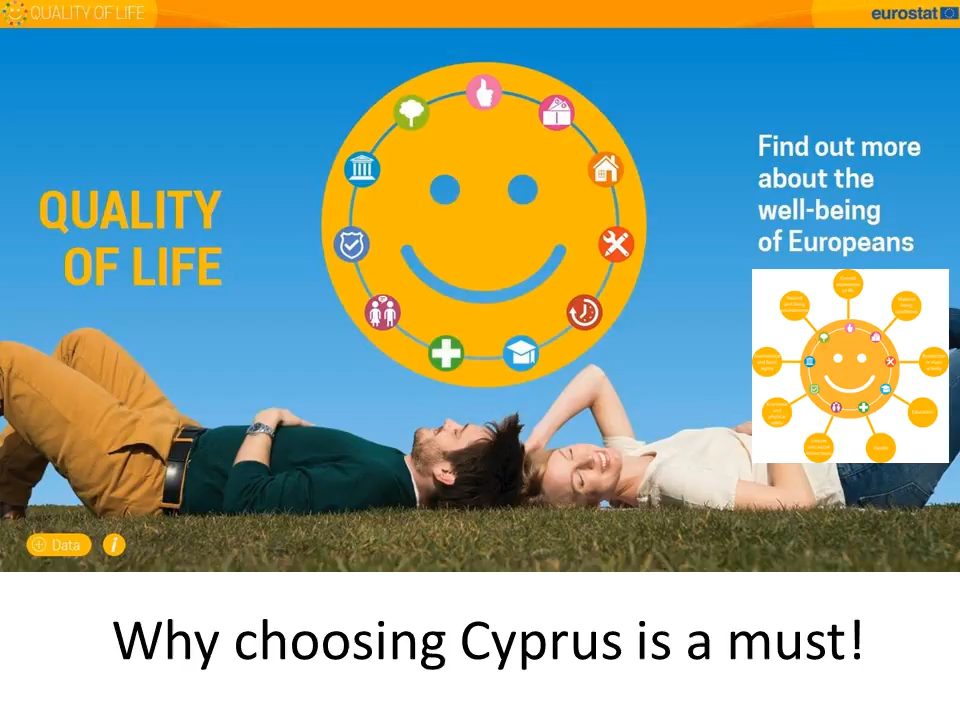 QUALITY OF LIFE
eurostat
QUALITY
OF LIFE
Find out more
about the
well-being
of Europeans
Education
Data
i
Why choosing Cyprus is a must!